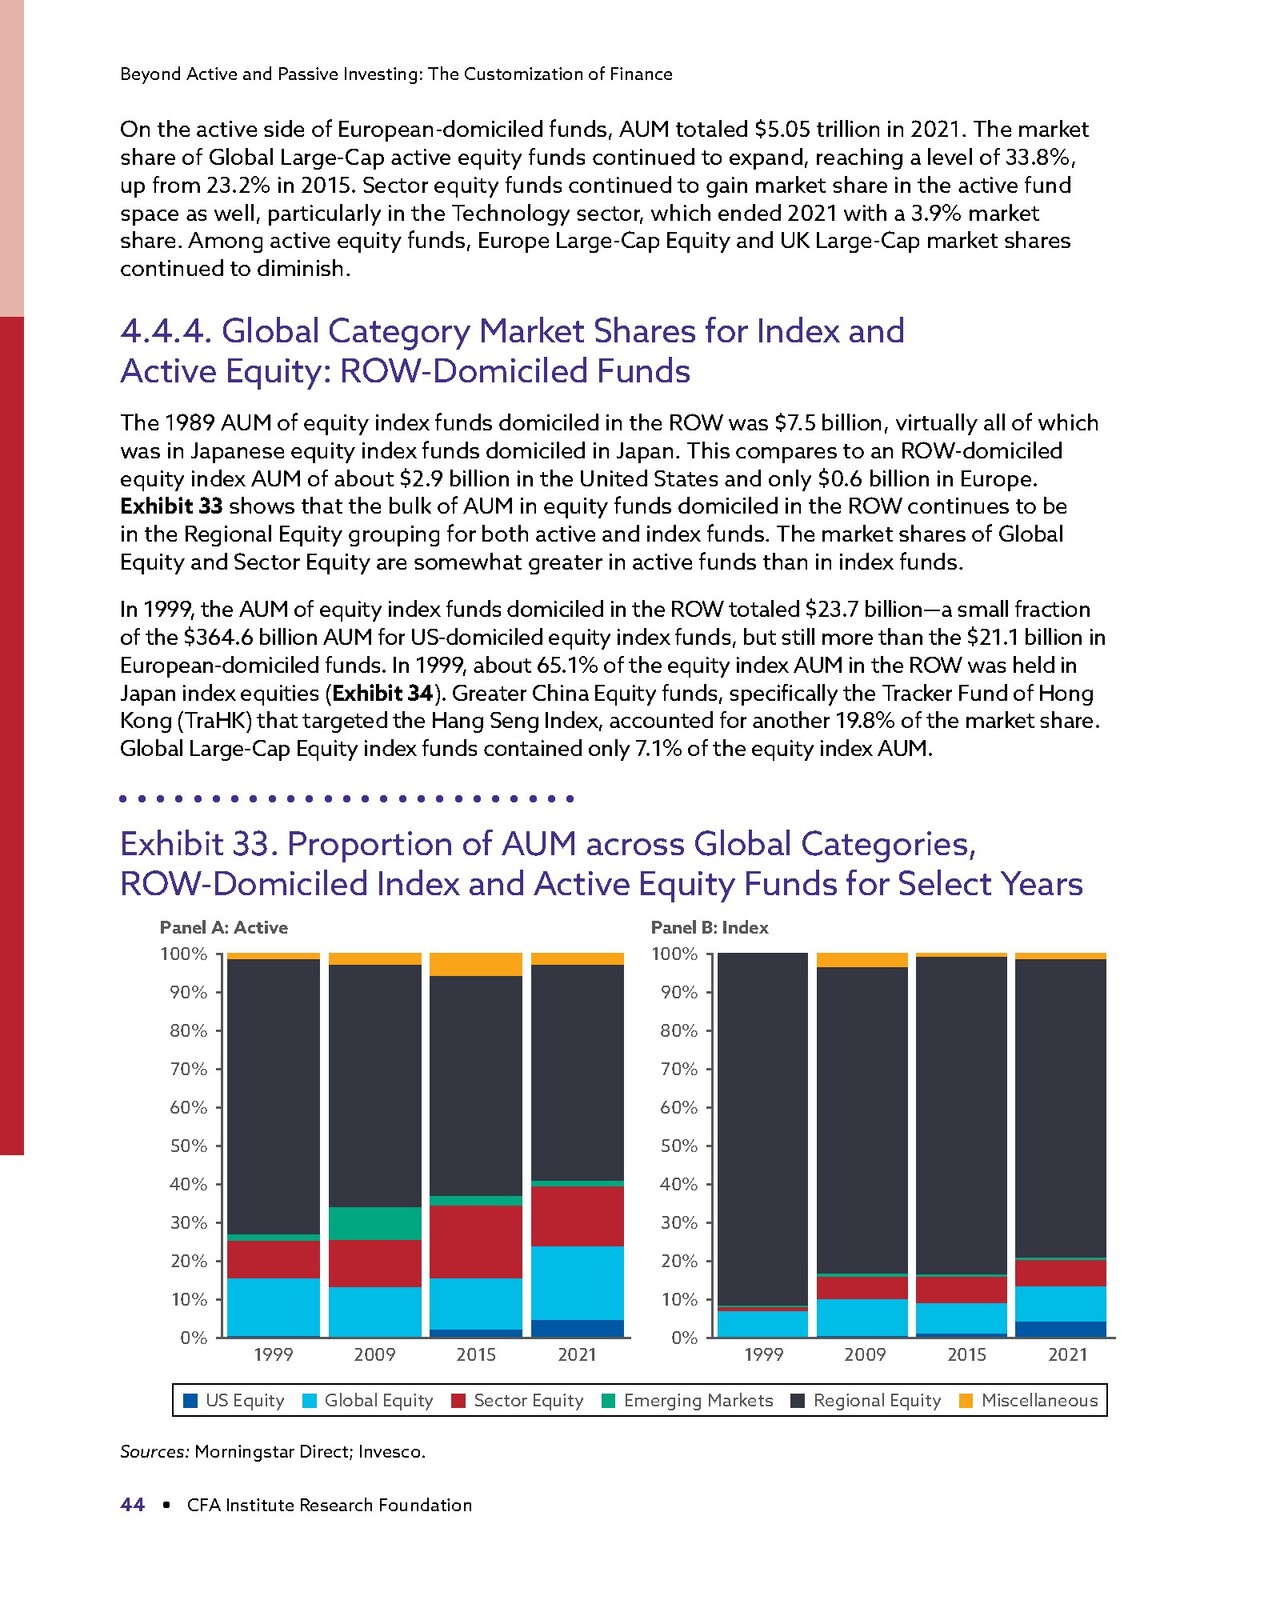 Beyond Active and Passive Investing: The Customization of Finance
On the active side of European-domiciled funds, AUM totaled $5.05 trillion in 2021. The market
share of Global Large-Cap active equity funds continued to expand, reaching a level of 33.8%,
up from 23.2% in 2015. Sector equity funds continued to gain market share in the active fund
space as well, particularly in the Technology sector, which ended 2021 with a 3.9% market
share. Among active equity funds, Europe Large-Cap Equity and UK Large-Cap market shares
continued to diminish.
4.4.4. Global Category Market Shares for Index and
Active Equity: ROW-Domiciled Funds
The 1989 AUM of equity index funds domiciled in the ROW was $7.5 billion, virtually all of which
was in Japanese equity index funds domiciled in Japan. This compares to an ROW-domiciled
equity index AUM of about $2.9 billion in the United States and only $0.6 billion in Europe.
Exhibit 33 shows that the bulk of AUM in equity funds domiciled in the ROW continues to be
in the Regional Equity grouping for both active and index funds. The market shares of Global
Equity and Sector Equity are somewhat greater in active funds than in index funds.
In 1999, the AUM of equity index funds domiciled in the ROW totaled $23.7 billion—a small fraction
of the $364.6 billion AUM for US-domiciled equity index funds, but still more than the $21.1 billion in
European-domiciled funds. In 1999, about 65.1% of the equity index AUM in the ROW was held in
Japan index equities (Exhibit 34). Greater China Equity funds, specifically the Tracker Fund of Hong
Kong (TraHK) that targeted the Hang Seng Index, accounted for another 19.8% of the market share.
Global Large-Cap Equity index funds contained only 7.1% of the equity index AUM.
Exhibit 33. Proportion of AUM across Global Categories,
ROW-Domiciled Index and Active Equity Funds for Select Years
Panel A: Active
100%
90%
80%
70%
60%
50%
40%
30%
20%
10%
0%
1999 2009 2015 2021
Panel B: Index
100%
90%
80%
70%
60%
50%
40%
30%
20%
10%
0%
1999 2009 2015 2021
US Equity Global Equity Sector Equity Emerging Markets Regional Equity Miscellaneous
Sources: Morningstar Direct; Invesco.
44 • CFA Institute Research Foundation